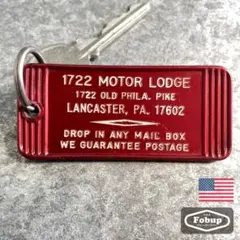 1722 MOTOR LODGE
1722 OLD PHILA. PIKE
LANCASTER, PA. 17602
DROP IN ANY MAIL BOX
WE GUARANTEE POSTAGE
Fobup